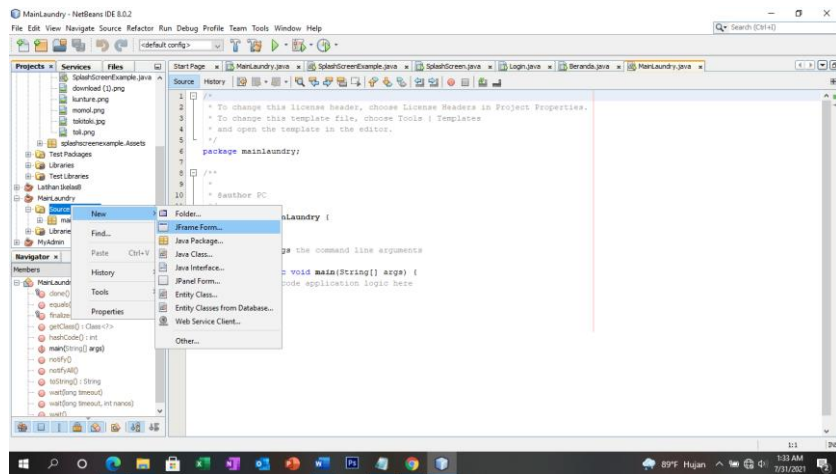 MainLaundry - NetBeans IDE 8.0.2
File Edit View Navigate Source Refactor Run Debug Profile Team Tools Window Help
Search (Ctrl+I)
<default config>
Projects Services Files
Start Page MainLaundry.java SplashScreenExample.java SplashScreen.java Login.java Beranda.java MainLaundry.java
Source History
SplashScreenExample.java
download (1).png
kunture.png
momol.png
tokitoki.jpg
toli.png
splashscreenexample.Assets
Test Packages
Libraries
Test Libraries
Latihan1kelasB
MainLaundry
Source
Librarie
MyAdmin
1 /*
2 * To change this license header, choose License Headers in Project Properties.
3 * To change this template file, choose Tools | Templates
4 * and open the template in the editor.
5 */
6 package mainlaundry;
7
8 /**
9 *
10 * @author PC
nLaundry {
gs the command line arguments
c void main(String[] args) {
code application logic here
New
Find...
Paste Ctrl+V
History
Tools
Properties
Folder...
JFrame Form...
Java Package...
Java Class...
Java Interface...
JPanel Form...
Entity Class...
Entity Classes from Database...
Web Service Client...
Other...
Navigator
Members
MainLaund
clone()
equals(
finalize
getClass() : Class<?>
hashCode() : int
main(String[] args)
notify()
notifyAll()
toString() : String
wait(long timeout)
wait(long timeout, int nanos)
wait()
1:1 INS
89°F Hujan
1:33 AM
7/31/2021